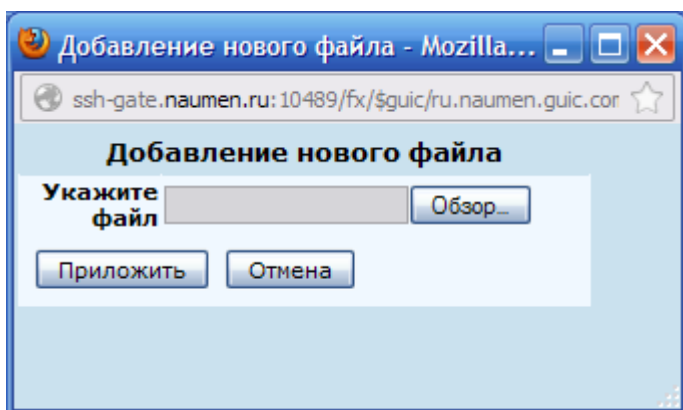 Добавление нового файла - Mozilla...
ssh-gate.naumen.ru:10489/fx/$guic/ru.naumen.guic.cor
Добавление нового файла
Укажите
файл
Обзор...
Приложить Отмена